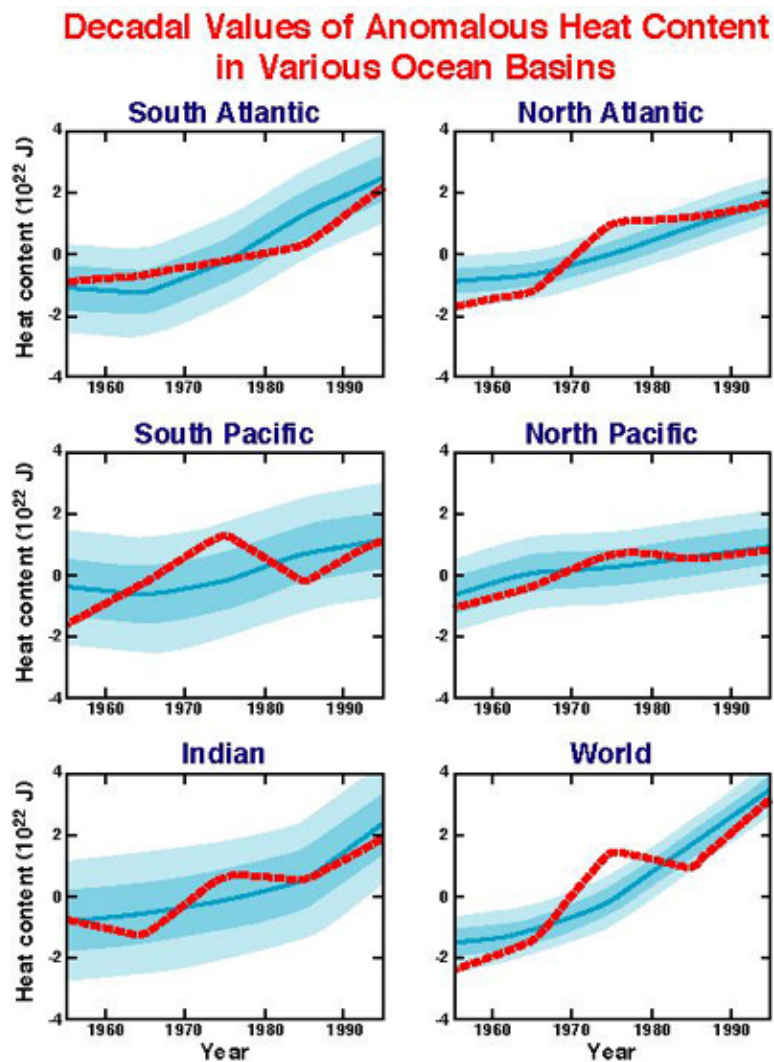 Decadal Values of Anomalous Heat Content
in Various Ocean Basins
South Atlantic
North Atlantic
Heat content (10²² J)
4
2
0
-2
-4
1960 1970 1980 1990
4
2
0
-2
-4
1960 1970 1980 1990
South Pacific
North Pacific
Heat content (10²² J)
4
2
0
-2
-4
1960 1970 1980 1990
4
2
0
-2
-4
1960 1970 1980 1990
Indian
World
Heat content (10²² J)
4
2
0
-2
-4
1960 1970 1980 1990
Year
4
2
0
-2
-4
1960 1970 1980 1990
Year